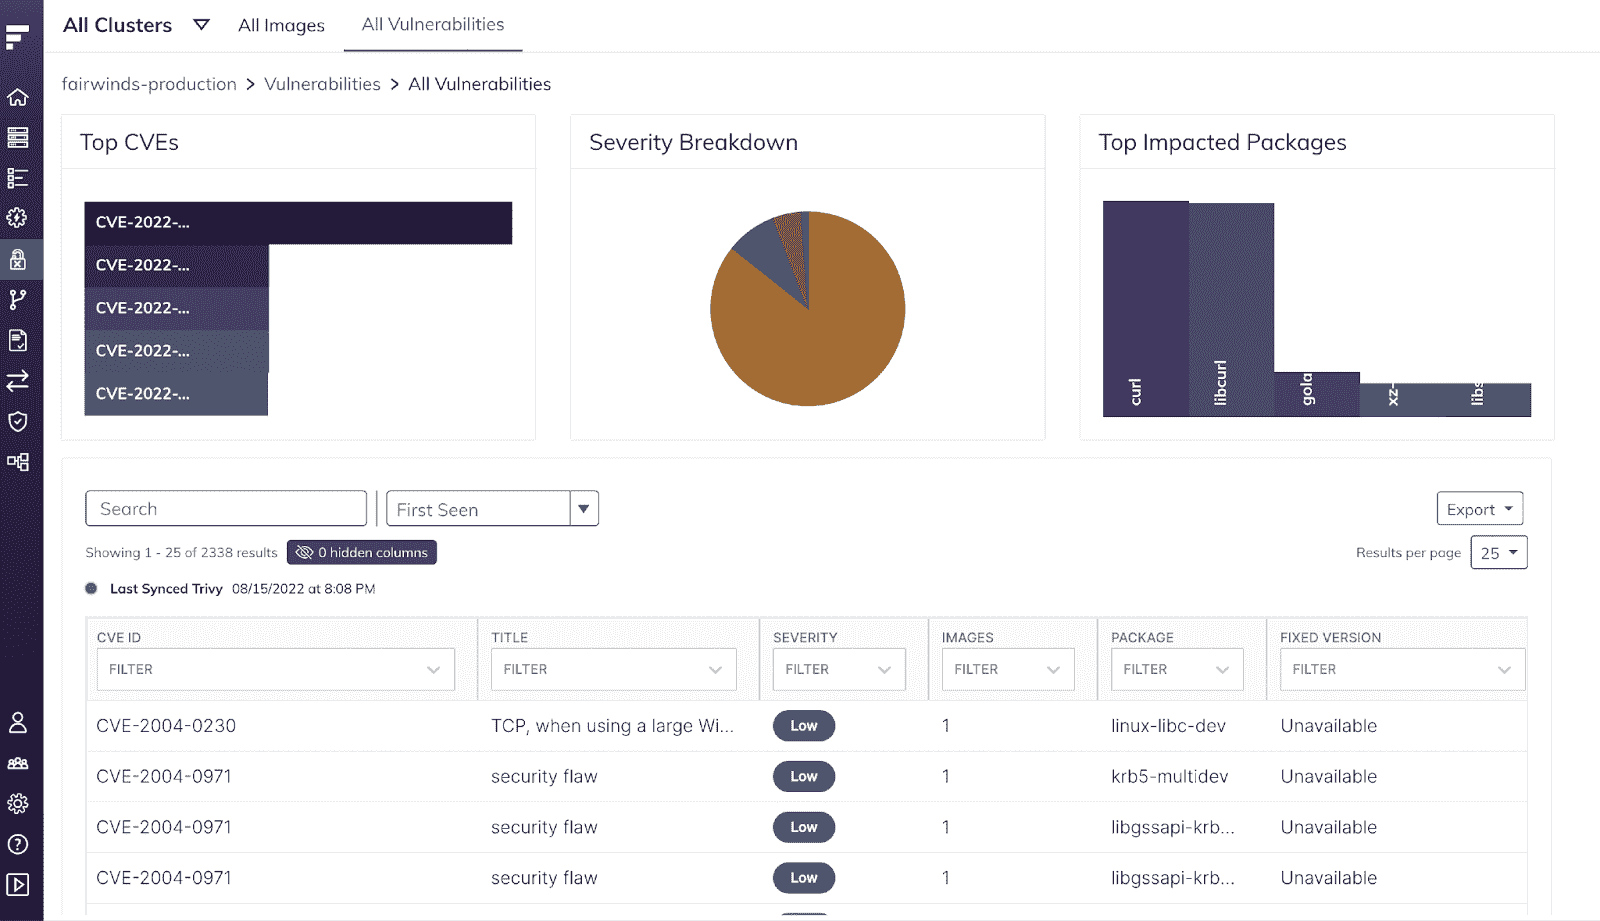 All Clusters
All Images
All Vulnerabilities
fairwinds-production > Vulnerabilities > All Vulnerabilities
Top CVEs
CVE-2022-...
CVE-2022-...
CVE-2022-...
CVE-2022-...
CVE-2022-...
Severity Breakdown
Top Impacted Packages
curl
libcurl
gola
xz-
libs
Search
First Seen
Export
Showing 1 - 25 of 2338 results
0 hidden columns
Results per page
25
Last Synced Trivy 08/15/2022 at 8:08 PM
CVE ID TITLE SEVERITY IMAGES PACKAGE FIXED VERSION
FILTER FILTER FILTER FILTER FILTER FILTER
CVE-2004-0230 TCP, when using a large Wi... Low 1 linux-libc-dev Unavailable
CVE-2004-0971 security flaw Low 1 krb5-multidev Unavailable
CVE-2004-0971 security flaw Low 1 libgssapi-krb... Unavailable
CVE-2004-0971 security flaw Low 1 libgssapi-krb... Unavailable